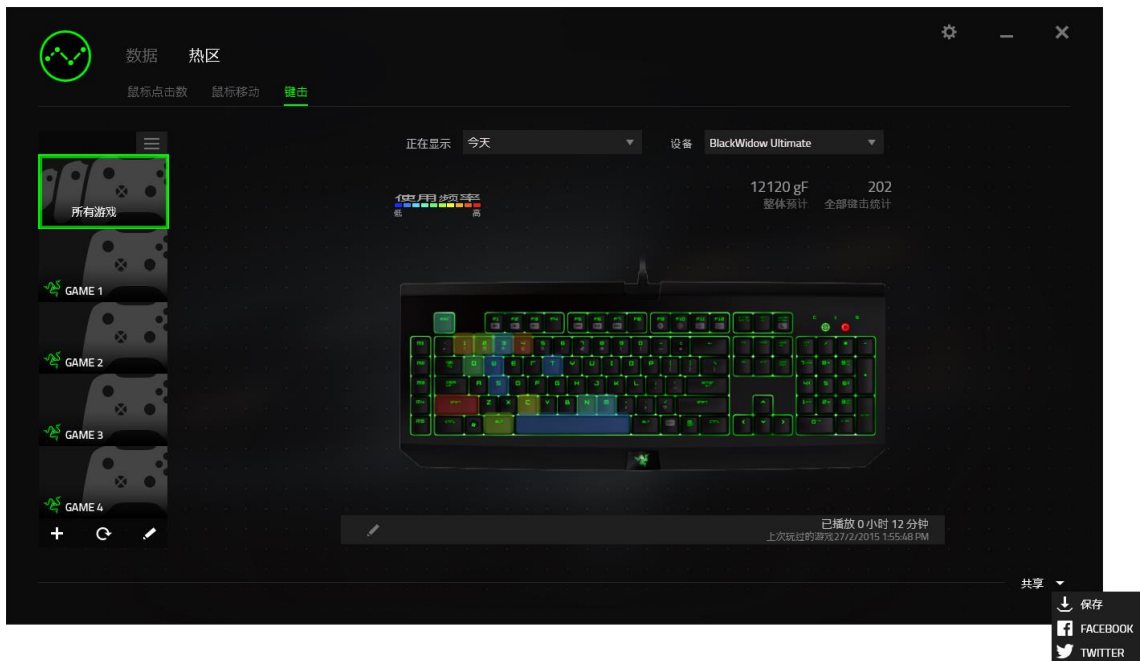 数据 热区
鼠标点击数 鼠标移动 键击
正在显示 今天 设备 BlackWidow Ultimate
使用频率
低 高
12120 gF 202
整体预计 全部键击统计
所有游戏
GAME 1
GAME 2
GAME 3
GAME 4
已播放 0 小时 12 分钟
上次玩过的游戏27/2/2015 1:55:48 PM
共享
保存
FACEBOOK
TWITTER